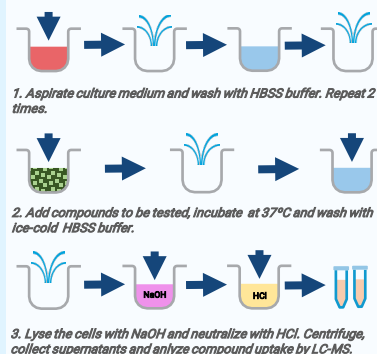 1. Aspirate culture medium and wash with HBSS buffer. Repeat 2
times.
2. Add compounds to be tested, incubate at 37ºC and wash with
ice-cold HBSS buffer.
NaOH
HCl
3. Lyse the cells with NaOH and neutralize with HCl. Centrifuge,
collect supernatants and anlyze compound uptake by LC-MS.